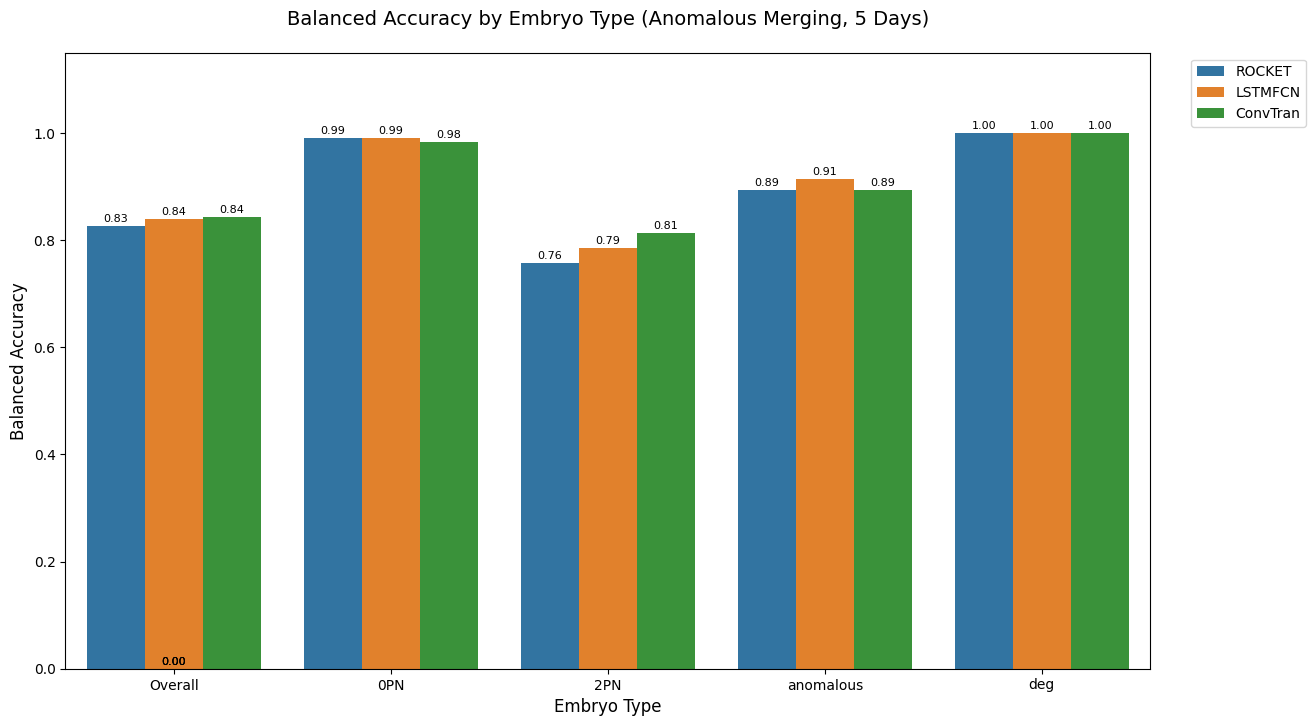 Balanced Accuracy by Embryo Type (Anomalous Merging, 5 Days)
ROCKET
LSTMFCN
ConvTran
Balanced Accuracy
1.0
0.8
0.6
0.4
0.2
0.0
0.83
0.84
0.84
0.00
0.99
0.99
0.98
0.76
0.79
0.81
0.89
0.91
0.89
1.00
1.00
1.00
Overall
0PN
2PN
anomalous
deg
Embryo Type